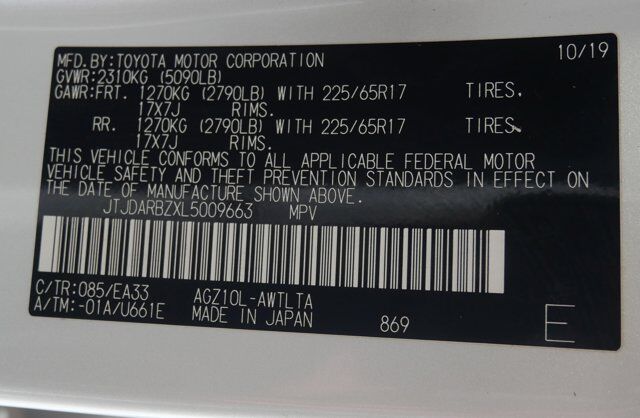 MFD.BY:TOYOTA MOTOR CORPORATION 10/19
GVWR:2310KG (5090LB)
GAWR:FRT. 1270KG (2790LB) WITH 225/65R17 TIRES,
17X7J RIMS.
RR. 1270KG (2790LB) WITH 225/65R17 TIRES,
17X7J RIMS.
THIS VEHICLE CONFORMS TO ALL APPLICABLE FEDERAL MOTOR
VEHICLE SAFETY AND THEFT PREVENTION STANDARDS IN EFFECT ON
THE DATE OF MANUFACTURE SHOWN ABOVE.
JTJDARBZXL5009663 MPV
C/TR:085/EA33 AGZ10L-AWTLTA
A/TM:-01A/U661E MADE IN JAPAN 869 E